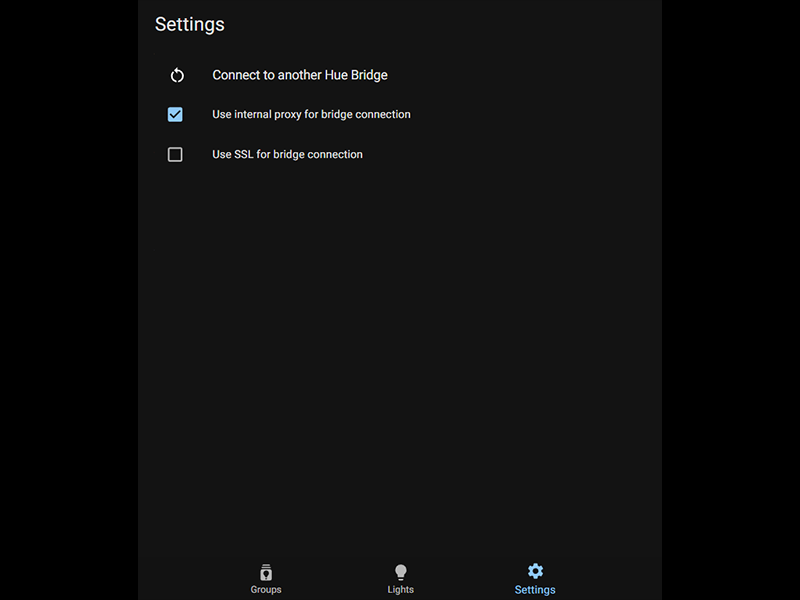 Settings
Connect to another Hue Bridge
Use internal proxy for bridge connection
Use SSL for bridge connection
Groups
Lights
Settings